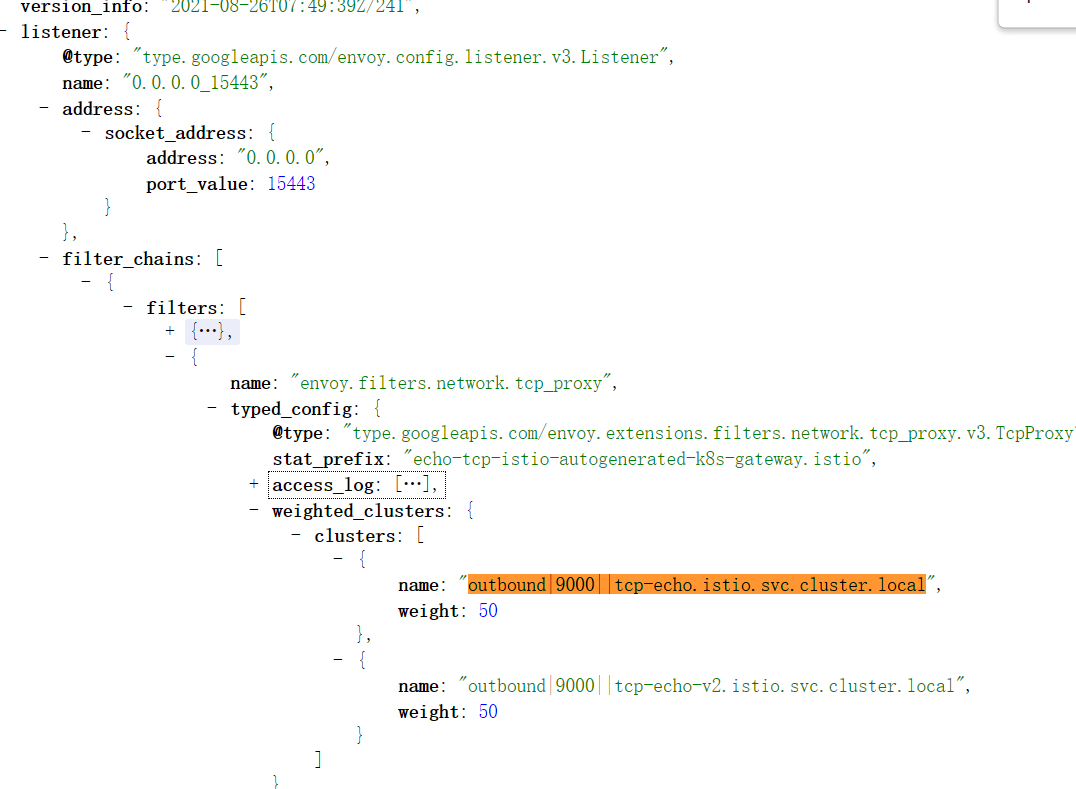 version_info: "2021-08-26T07:49:39Z/241",
- listener: {
@type: "type.googleapis.com/envoy.config.listener.v3.Listener",
name: "0.0.0.0_15443",
- address: {
- socket_address: {
address: "0.0.0.0",
port_value: 15443
}
},
- filter_chains: [
- {
- filters: [
+ {…},
- {
name: "envoy.filters.network.tcp_proxy",
- typed_config: {
@type: "type.googleapis.com/envoy.extensions.filters.network.tcp_proxy.v3.TcpProxy"
stat_prefix: "echo-tcp-istio-autogenerated-k8s-gateway.istio",
+ access_log: […],
- weighted_clusters: {
- clusters: [
- {
name: "outbound|9000||tcp-echo.istio.svc.cluster.local",
weight: 50
},
- {
name: "outbound|9000||tcp-echo-v2.istio.svc.cluster.local",
weight: 50
}
]
}